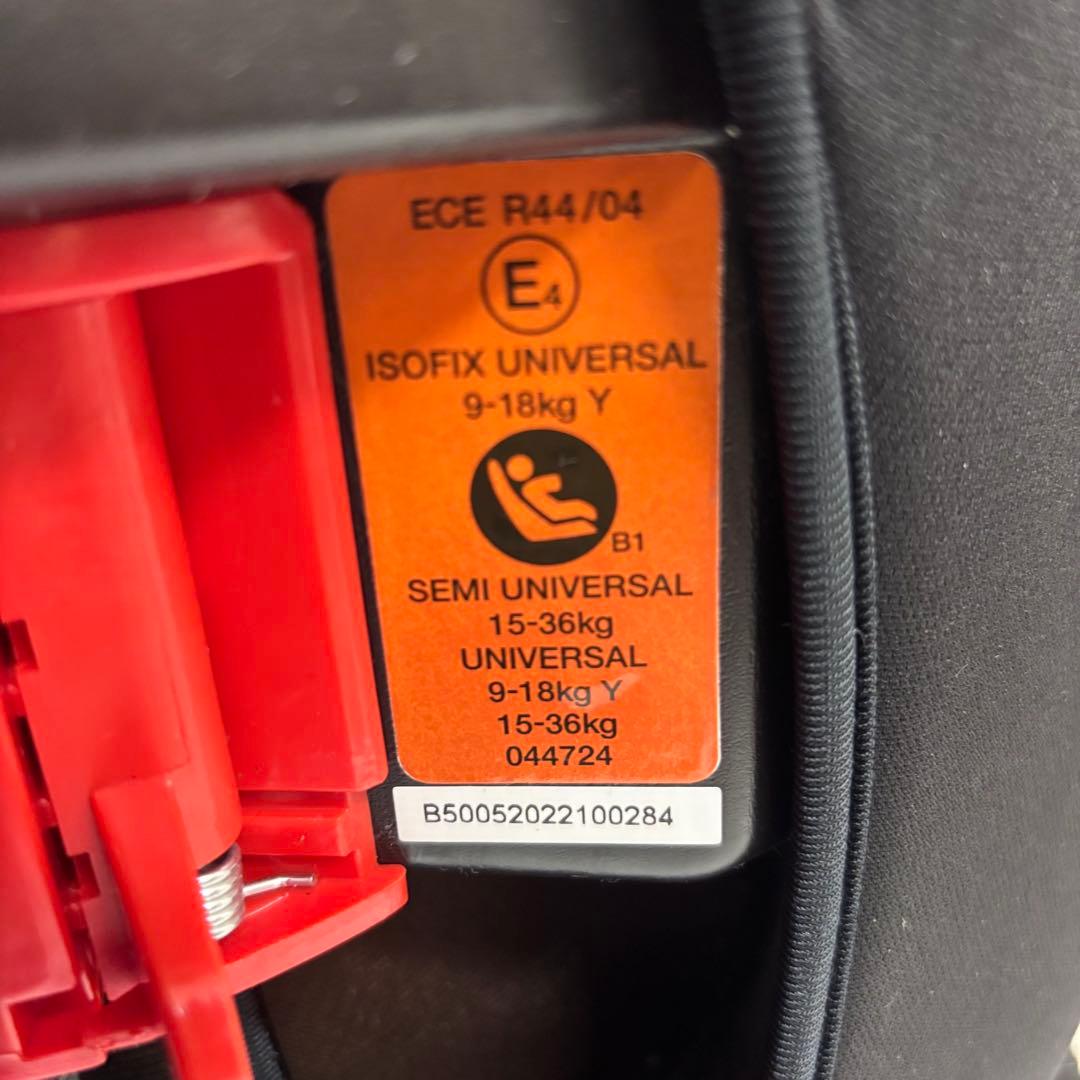 ECE R44/04
E4
ISOFIX UNIVERSAL
9-18kg Y
B1
SEMI UNIVERSAL
15-36kg
UNIVERSAL
9-18kg Y
15-36kg
044724
B50052022100284